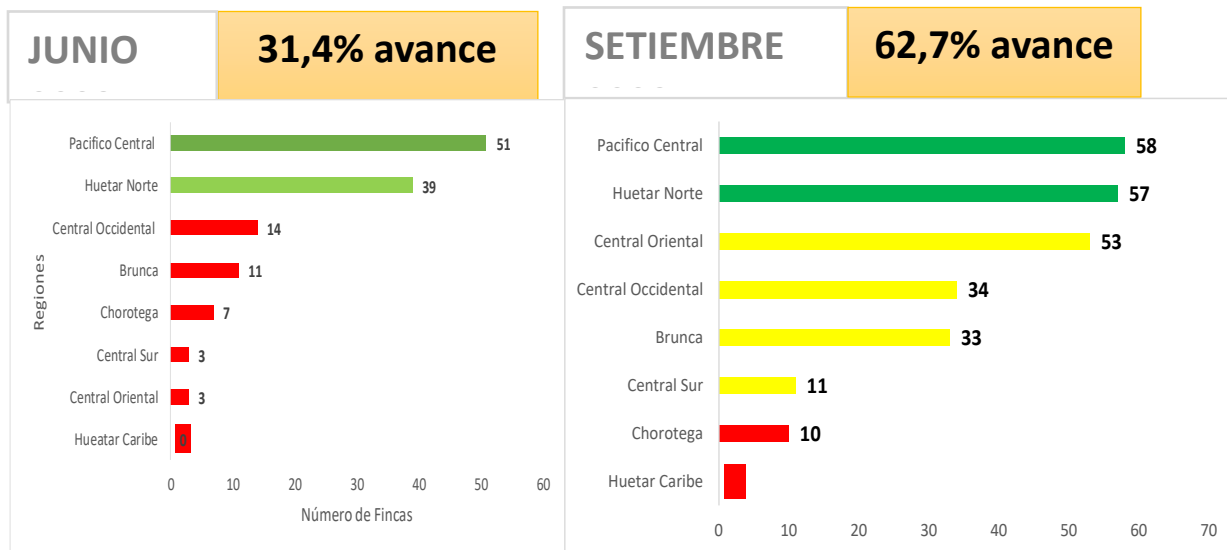 JUNIO
31,4% avance
Pacifico Central
51
Huetar Norte
39
Central Occidental
14
Brunca
11
Chorotega
7
Central Sur
3
Central Oriental
3
Hueatar Caribe
0
Regiones
0 10 20 30 40 50 60
Número de Fincas
SETIEMBRE
62,7% avance
Pacifico Central
58
Huetar Norte
57
Central Oriental
53
Central Occidental
34
Brunca
33
Central Sur
11
Chorotega
10
Huetar Caribe
0 10 20 30 40 50 60 70